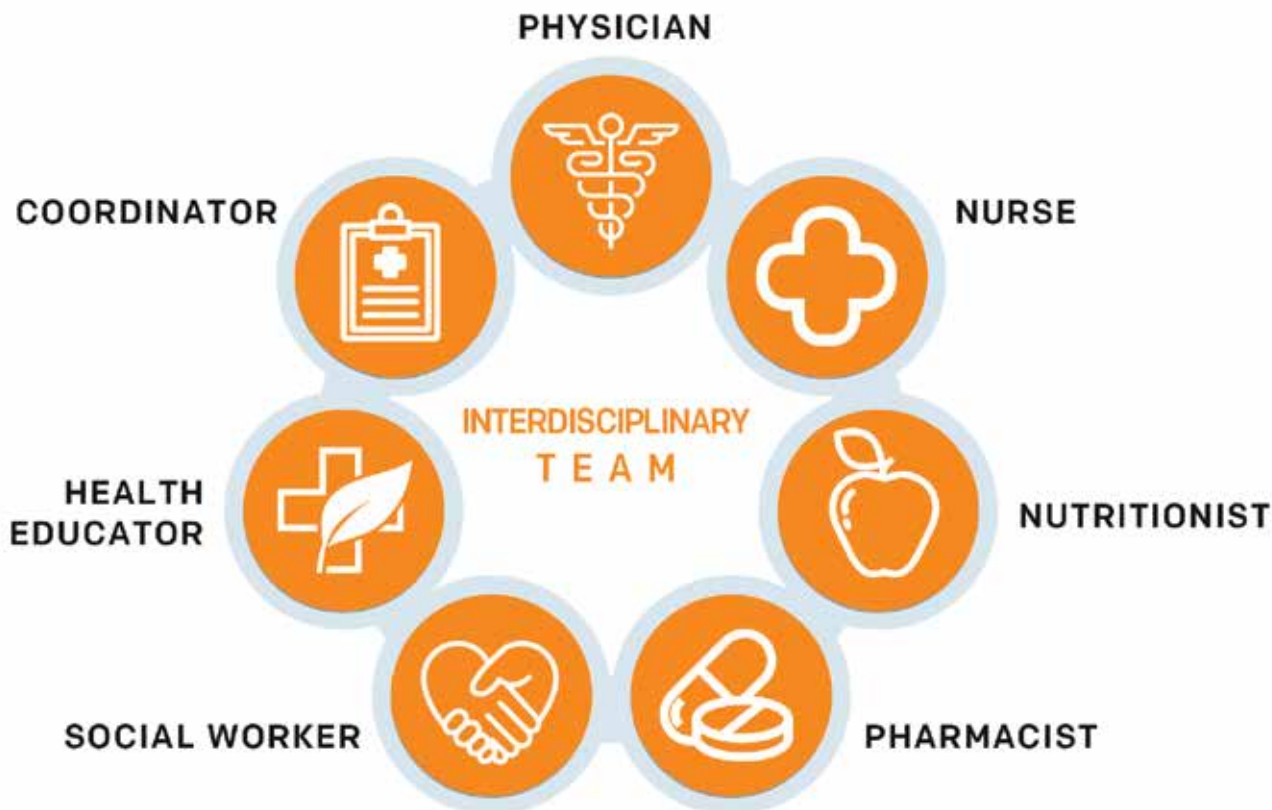 PHYSICIAN
COORDINATOR
NURSE
INTERDISCIPLINARY
TEAM
HEALTH
EDUCATOR
NUTRITIONIST
SOCIAL WORKER
PHARMACIST